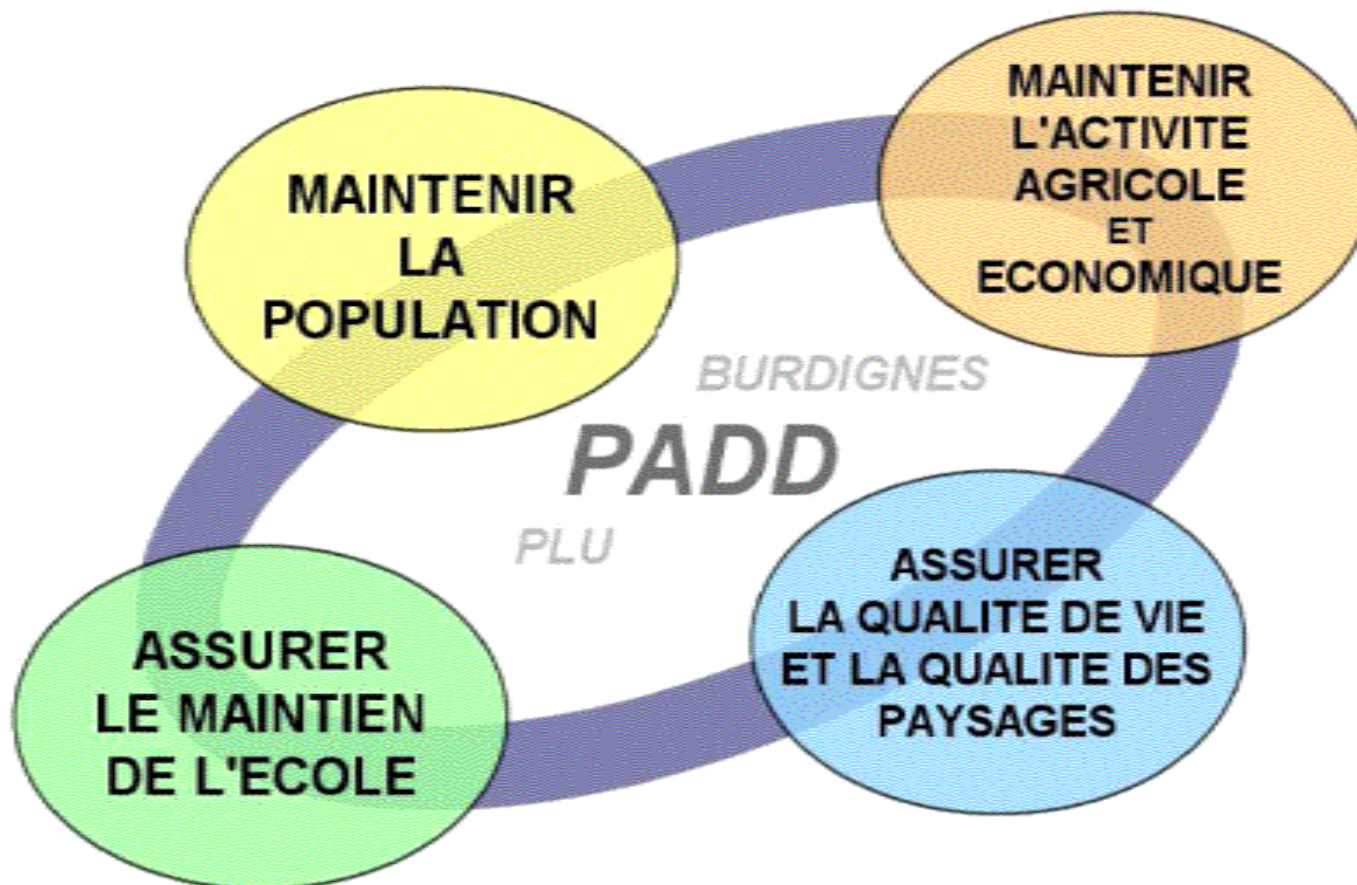 MAINTENIR
LA
POPULATION
MAINTENIR
L'ACTIVITE
AGRICOLE
ET
ECONOMIQUE
BURDIGNES
PADD
PLU
ASSURER
LE MAINTIEN
DE L'ECOLE
ASSURER
LA QUALITE DE VIE
ET LA QUALITE DES
PAYSAGES